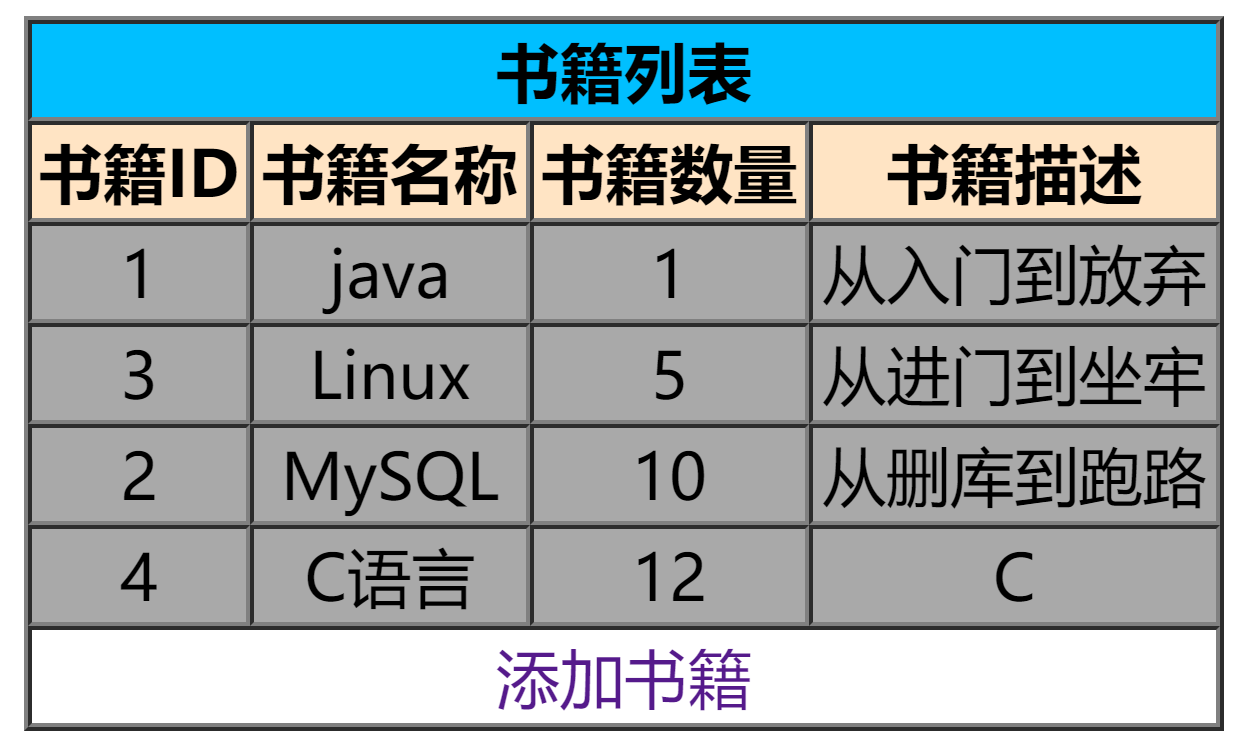 书籍列表
书籍ID 书籍名称 书籍数量 书籍描述
1 java 1 从入门到放弃
3 Linux 5 从进门到坐牢
2 MySQL 10 从删库到跑路
4 C语言 12 C
添加书籍